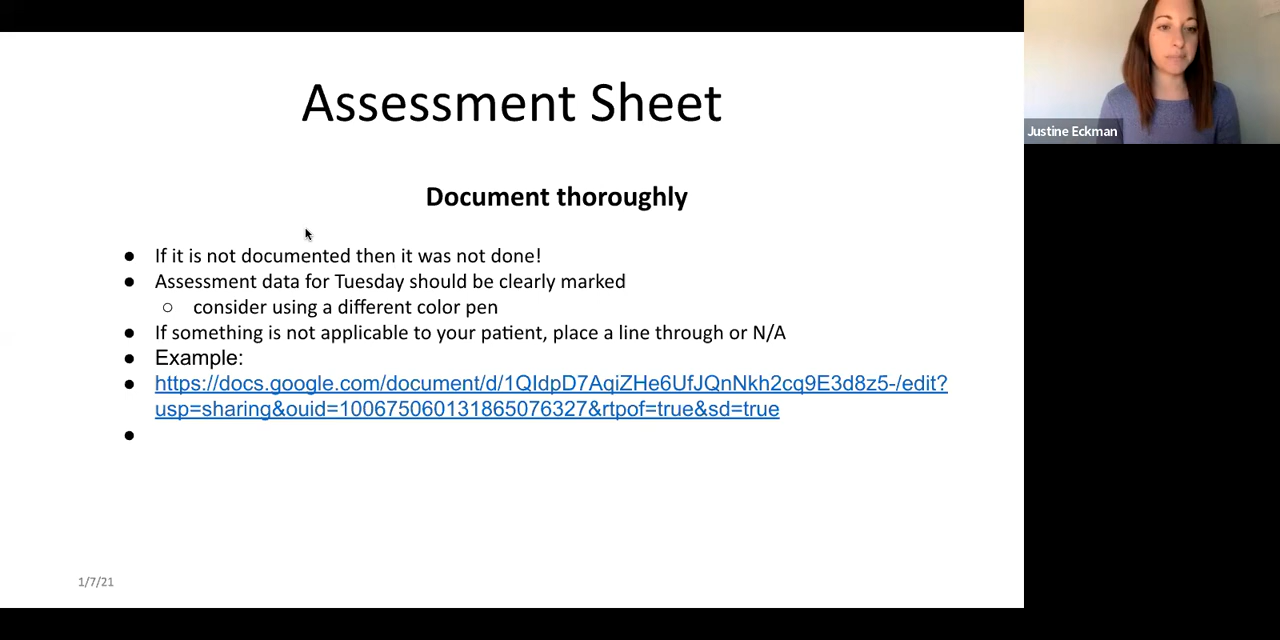 Assessment Sheet
Document thoroughly
● If it is not documented then it was not done!
● Assessment data for Tuesday should be clearly marked
○ consider using a different color pen
● If something is not applicable to your patient, place a line through or N/A
● Example:
● https://docs.google.com/document/d/1QIdpD7AqiZHe6UfJQnNkh2cq9E3d8z5-/edit?
usp=sharing&ouid=100675060131865076327&rtpof=true&sd=true
●
1/7/21
Justine Eckman